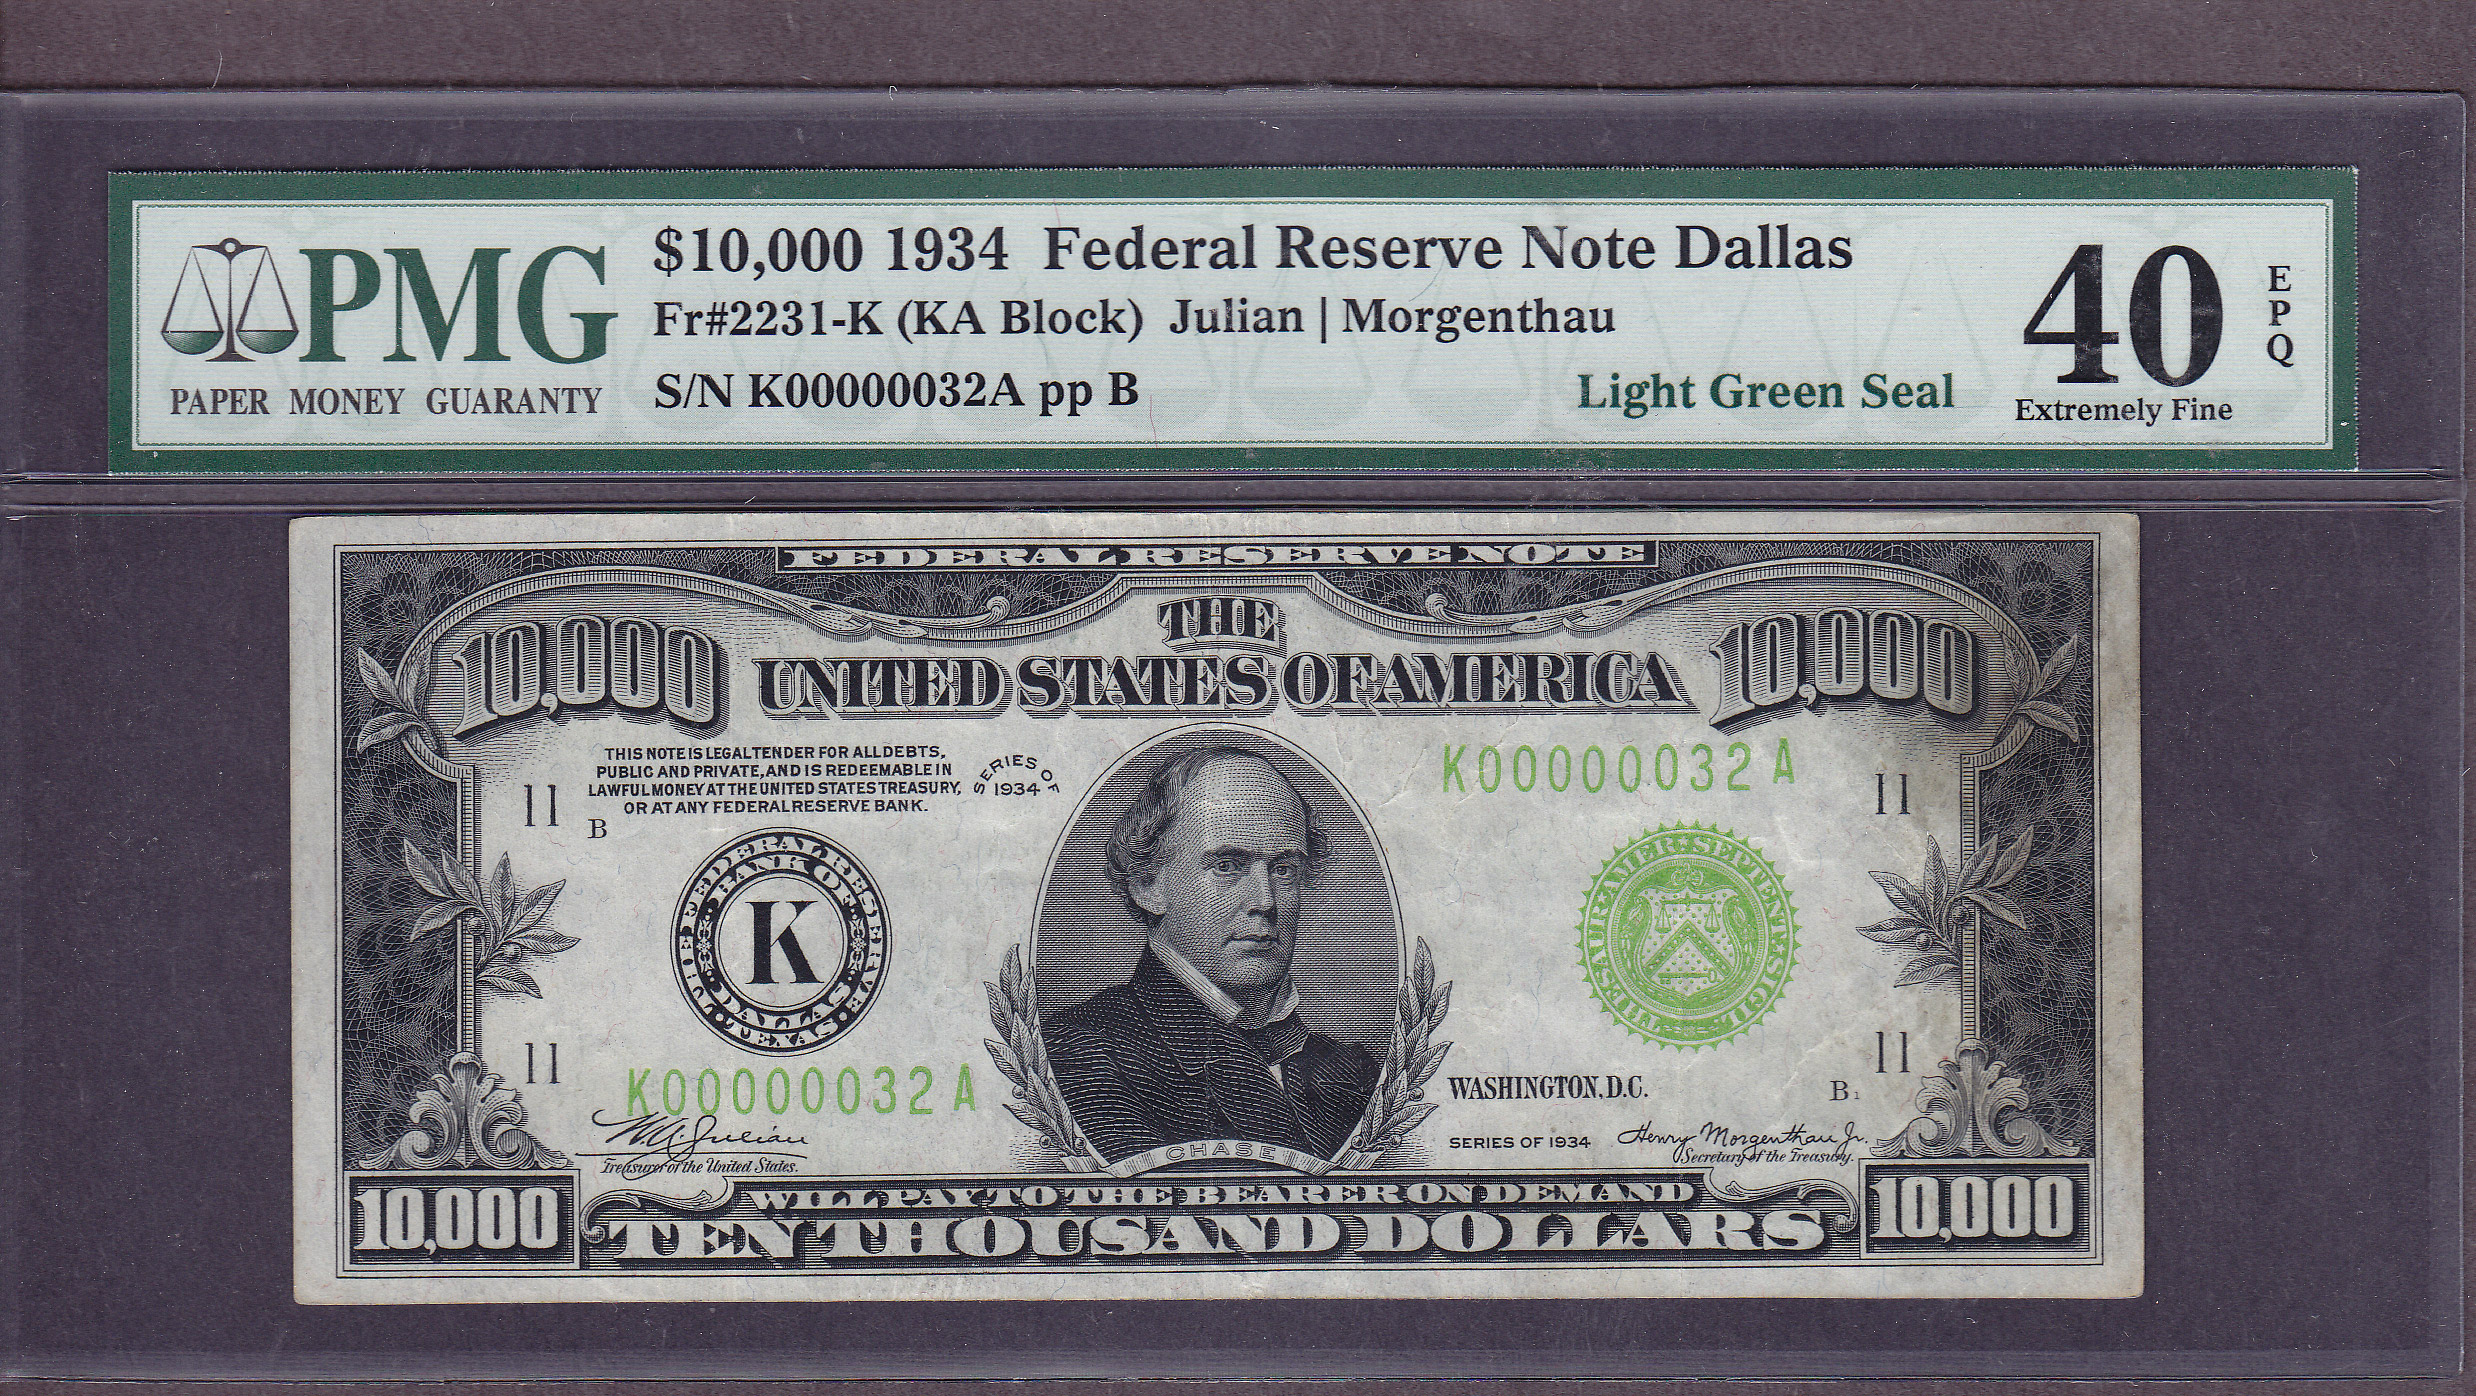 PMG
PAPER MONEY GUARANTY
$10,000 1934 Federal Reserve Note Dallas
Fr#2231-K (KA Block) Julian | Morgenthau
S/N K00000032A pp B
Light Green Seal
40
Extremely Fine
EPQ
FEDERAL RESERVE NOTE
10,000
THE
UNITED STATES OF AMERICA
10,000
THIS NOTE IS LEGAL TENDER FOR ALL DEBTS,
PUBLIC AND PRIVATE, AND IS REDEEMABLE IN
LAWFUL MONEY AT THE UNITED STATES TREASURY,
OR AT ANY FEDERAL RESERVE BANK.
SERIES OF
1934
K00000032A
11
B
11
K
11
K00000032A
W.A. Julian
Treasurer of the United States.
CHASE
WASHINGTON, D.C.
B1
11
SERIES OF 1934
Henry Morgenthau Jr.
Secretary of the Treasury.
10,000
WILL PAY TO THE BEARER ON DEMAND
TEN THOUSAND DOLLARS
10,000